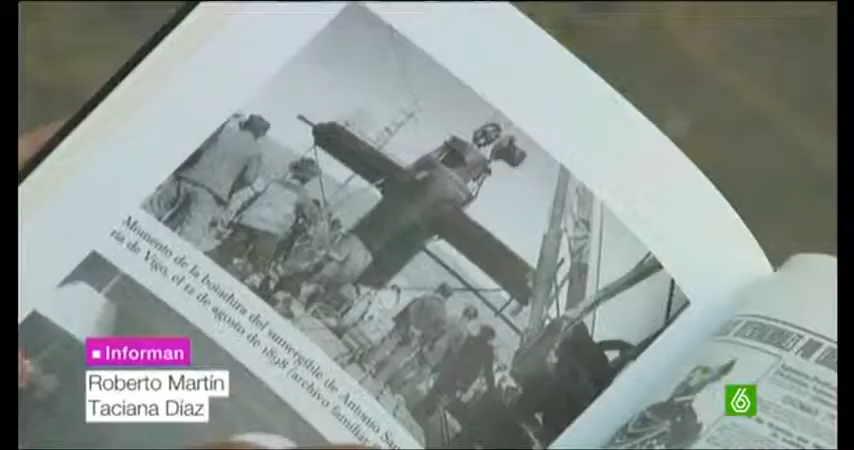 Momento de la botadura del sumergible de Antonio San
ría de Vigo, el 12 de agosto de 1898 (archivo familiar
Informan
Roberto Martín
Taciana Díaz
6